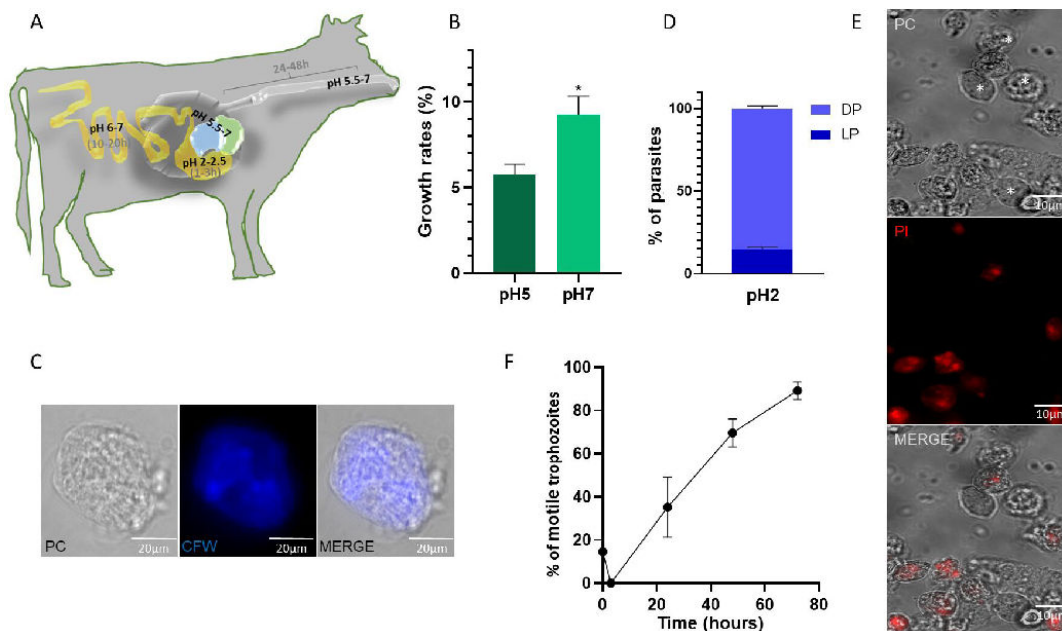 A
24-48h
pH 5.5-7
pH 6-7
(10-20h)
pH 5.5-7
pH 2-2.5
(1-3h)
B
Growth rates (%)
15
10
5
0
*
pH5
pH7
D
% of parasites
100
50
0
pH2
DP
LP
E
PC
*
*
*
*
10µm
PI
10µm
MERGE
10µm
C
PC
20µm
CFW
20µm
MERGE
20µm
F
% of motile trophozoites
100
80
60
40
20
0
0
20
40
60
80
Time (hours)